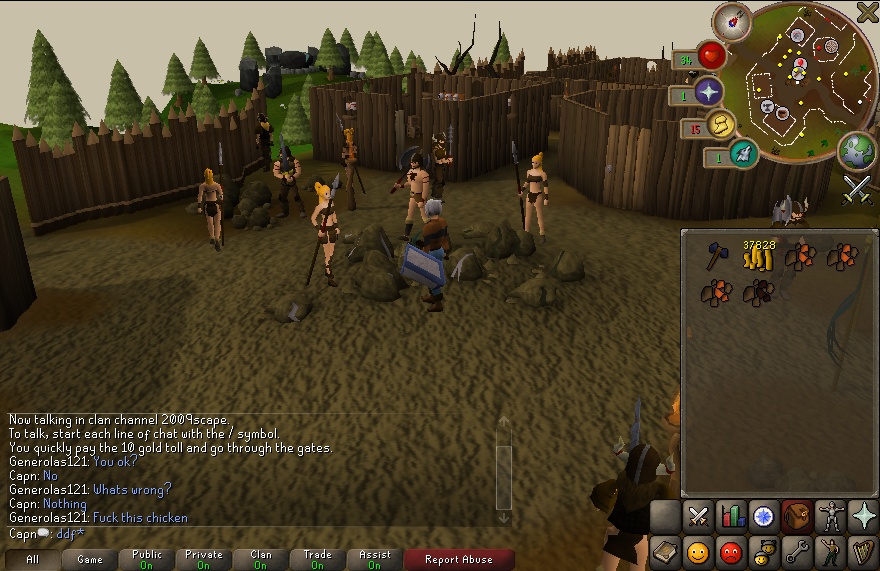 34
1
15
1
37828
Now talking in clan channel 2009scape.
To talk, start each line of chat with the / symbol.
You quickly pay the 10 gold toll and go through the gates.
Generolas121: You ok?
Capn: No
Generolas121: Whats wrong?
Capn: Nothing
Generolas121: Fuck this chicken
Capn: ddf*
All
Game
Public
On
Private
On
Clan
On
Trade
On
Assist
On
Report Abuse